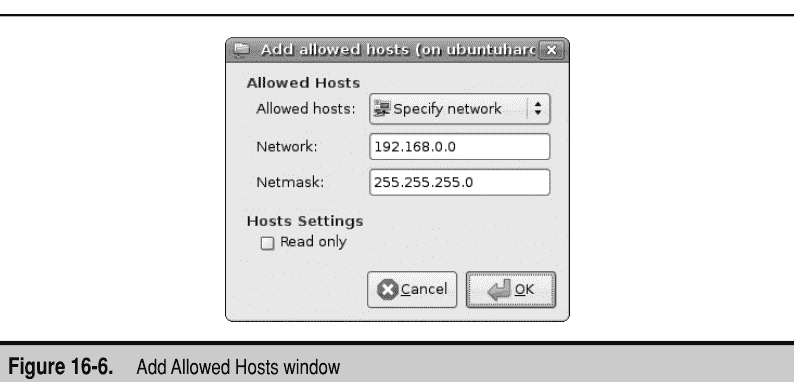 Add allowed hosts (on ubuntuharc
Allowed Hosts
Allowed hosts: Specify network
Network: 192.168.0.0
Netmask: 255.255.255.0
Hosts Settings
Read only
Cancel OK
Figure 16-6. Add Allowed Hosts window